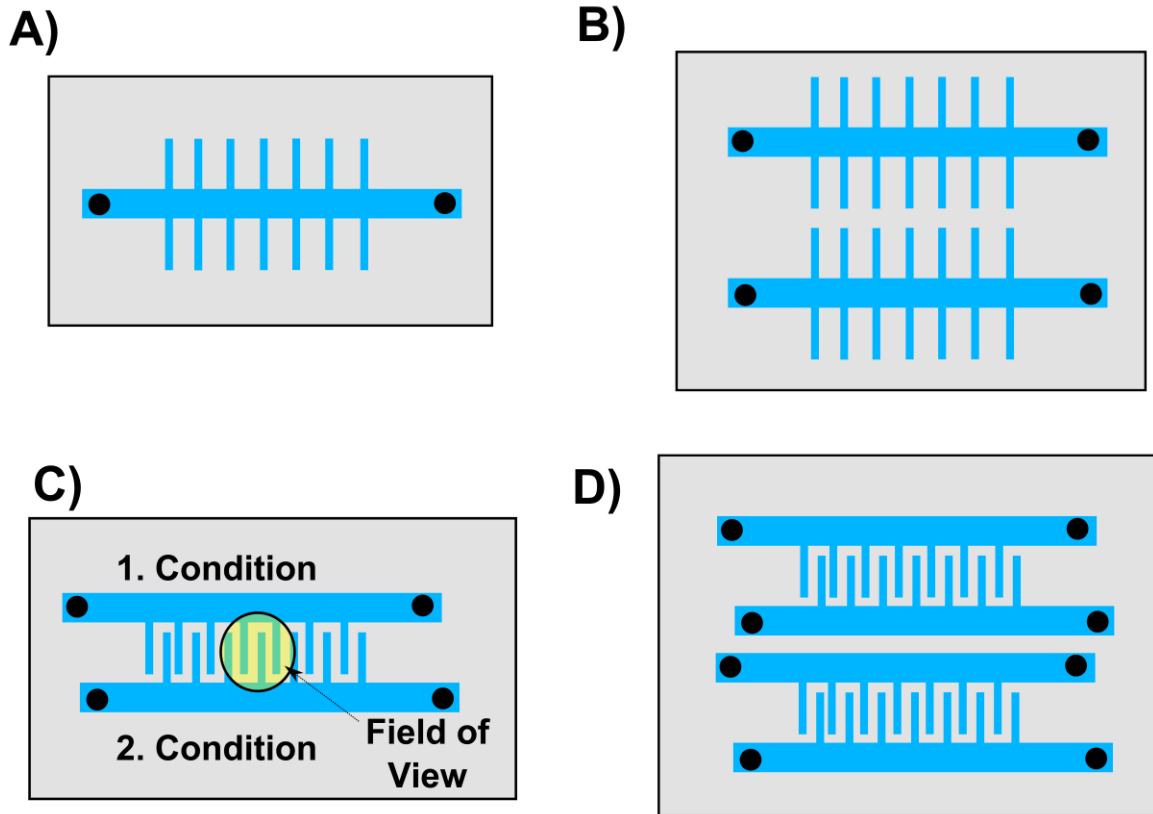 A)
B)
C)
1. Condition
2. Condition
Field of
View
D)